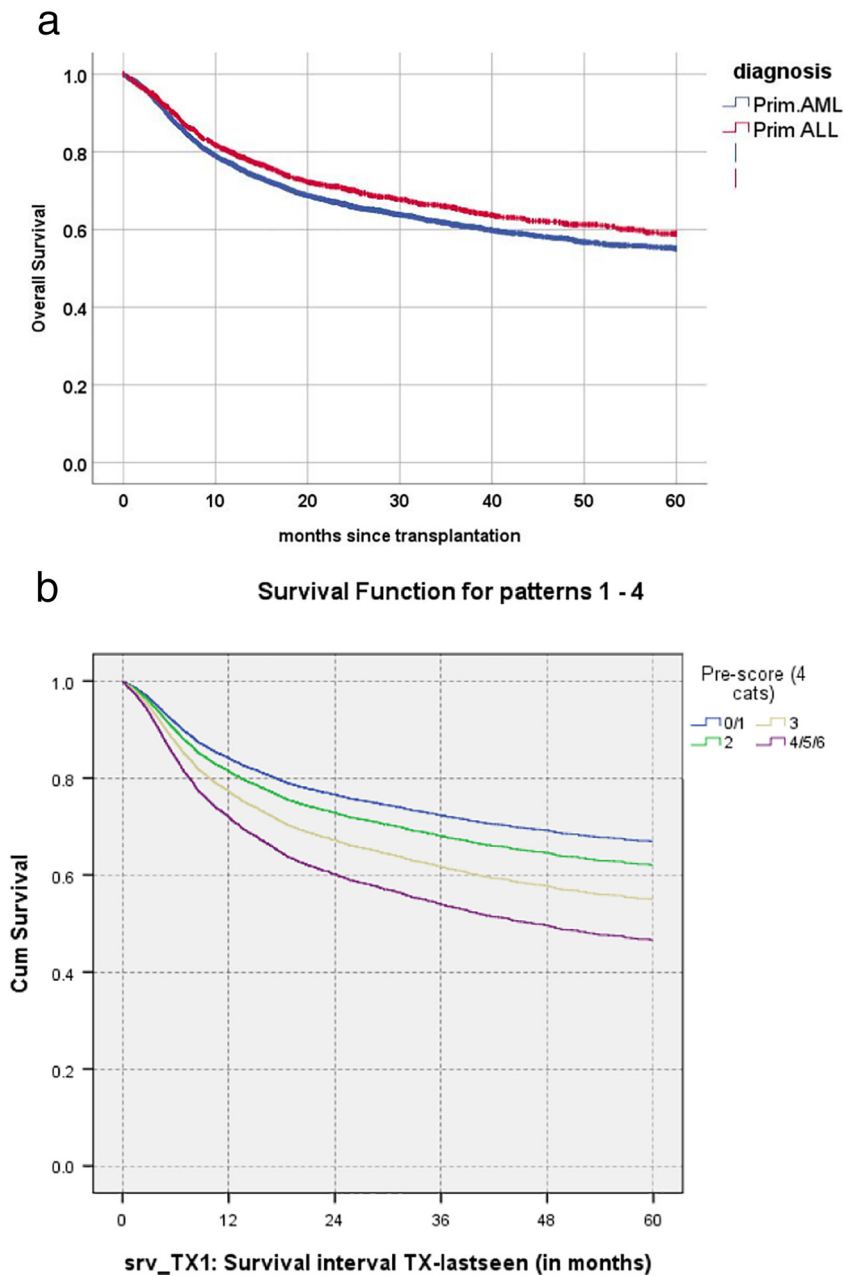 a
diagnosis
Prim.AML
Prim ALL
1.0
0.8
0.6
0.4
0.2
0.0
Overall Survival
0 10 20 30 40 50 60
months since transplantation
b
Survival Function for patterns 1 - 4
Pre-score (4
cats)
0/1 3
2 4/5/6
1.0
0.8
0.6
0.4
0.2
0.0
Cum Survival
0 12 24 36 48 60
srv_TX1: Survival interval TX-lastseen (in months)